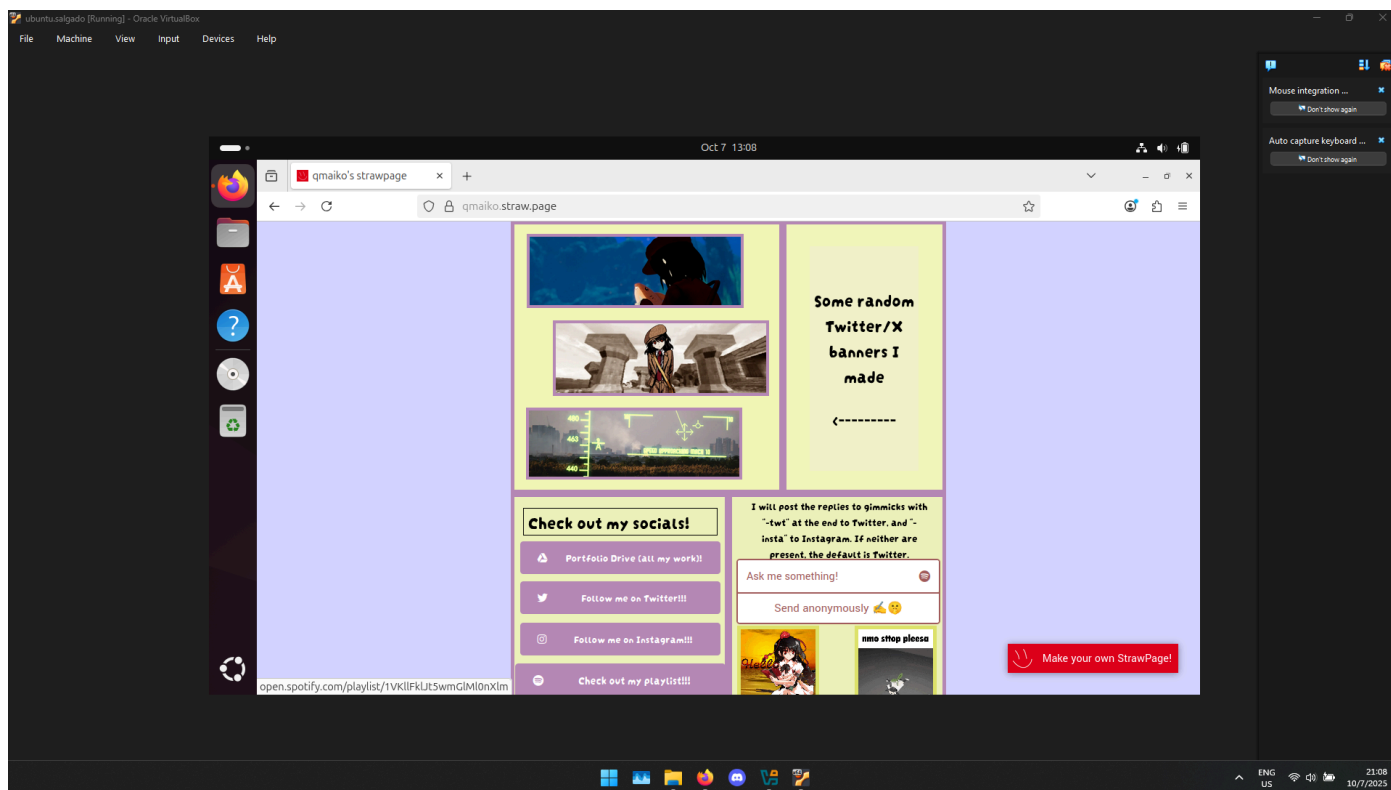 ubuntu.salgado [Running] - Oracle VirtualBox
File Machine View Input Devices Help
Mouse integration ...
Don't show again
Auto capture keyboard ...
Don't show again
Oct 7 13:08
qmaiko's strawpage
qmaiko.straw.page
Some random
Twitter/X
banners I
made
<---------
480
463
440
Check out my socials!
Portfolio Drive (all my work)!
Follow me on Twitter!!!
Follow me on Instagram!!!
Check out my playlist!!!
I will post the replies to gimmicks with
"-twt" at the end to Twitter, and "-
insta" to Instagram. If neither are
present, the default is Twitter.
Ask me something!
Send anonymously ✍️🤫
Hello
nmo sttop pleesa
Make your own StrawPage!
open.spotify.com/playlist/1VKllFklJt5wmGlMl0nXlm
ENG
US
21:08
10/7/2025